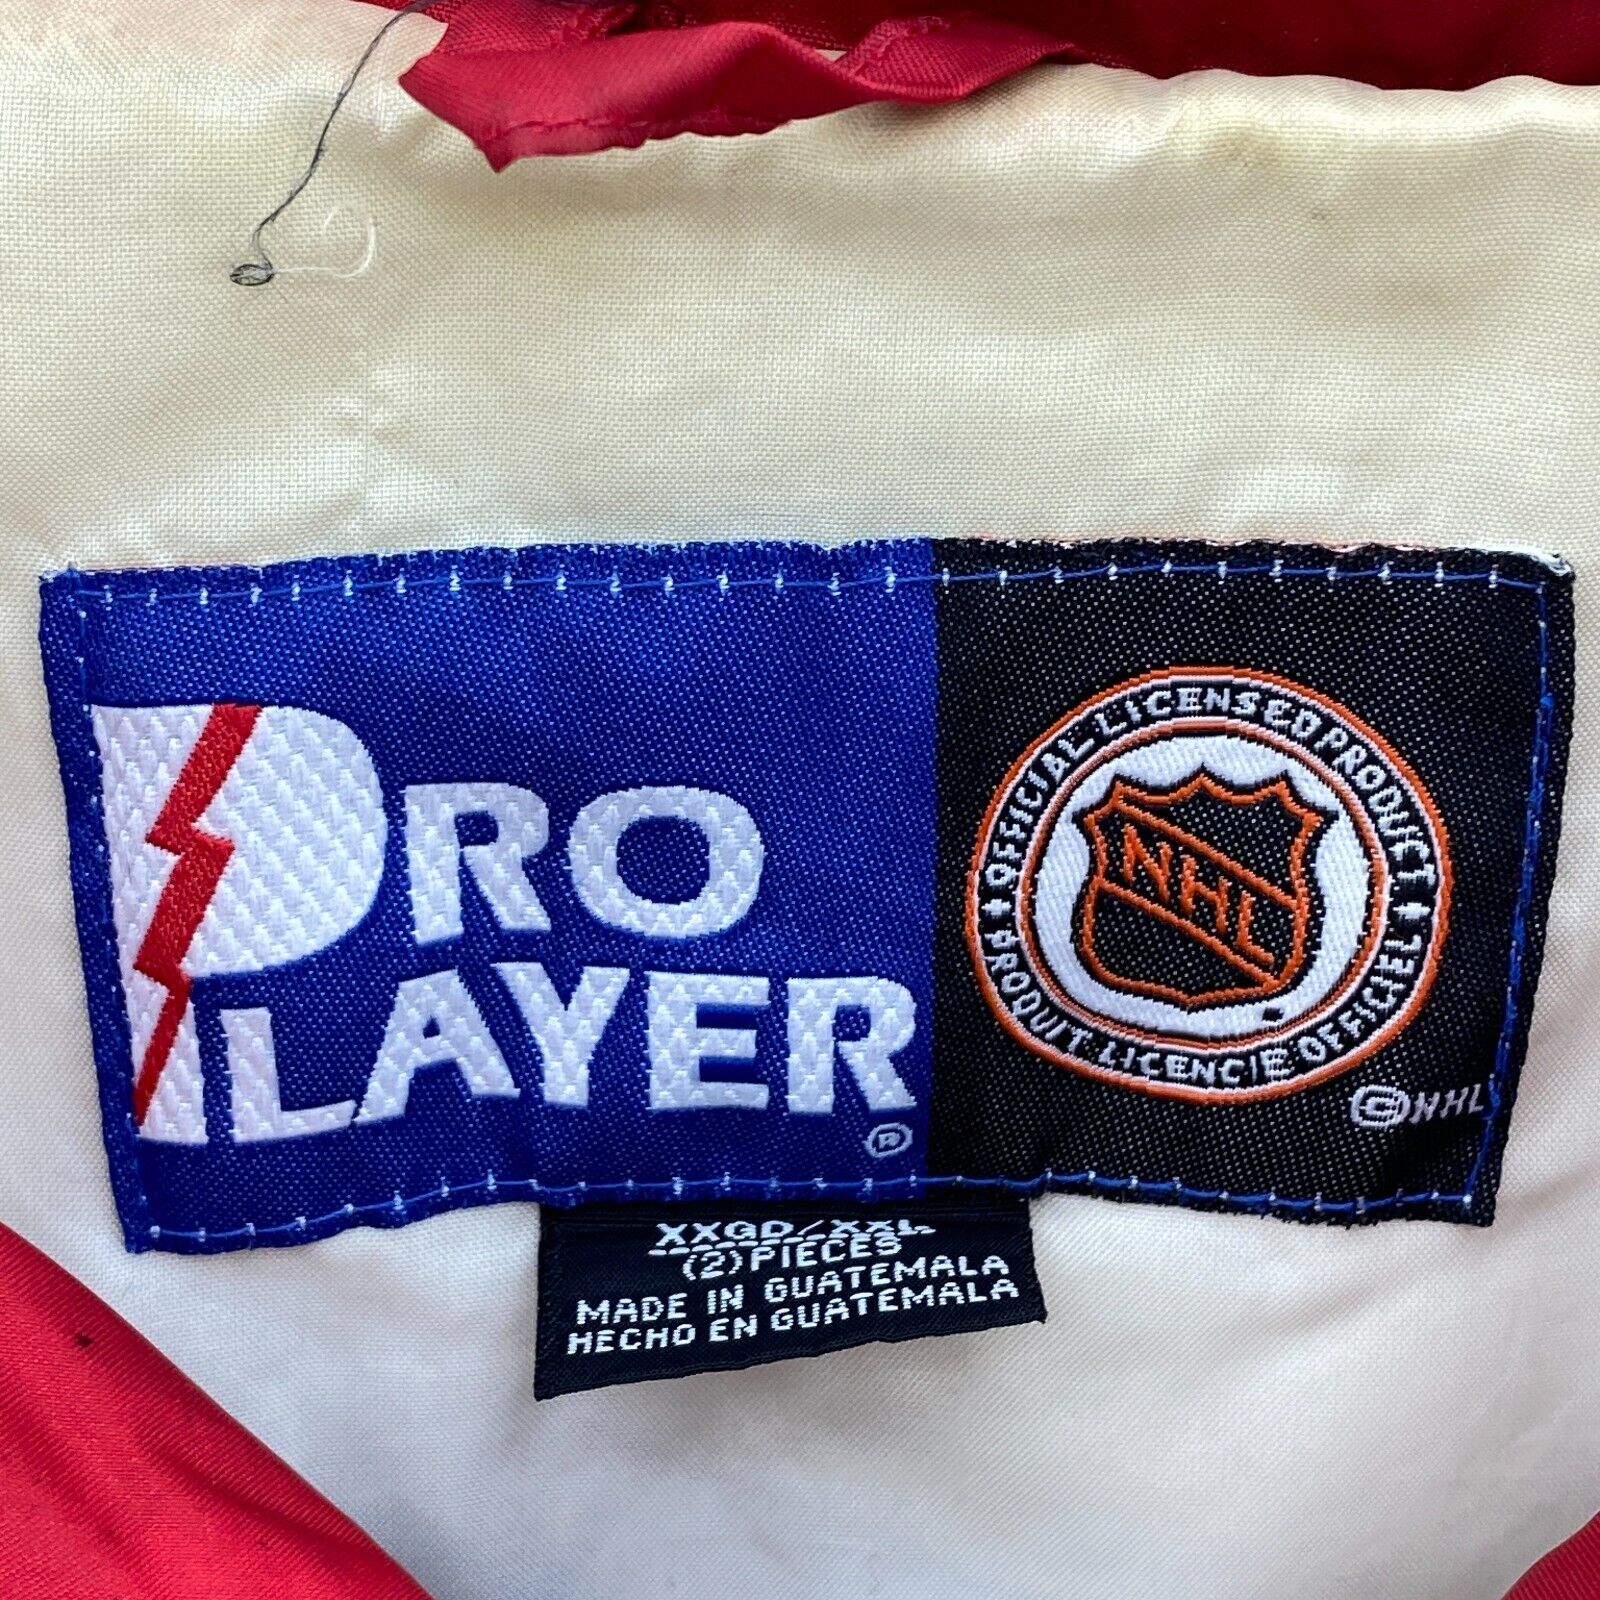 PRO
PLAYER
®
OFFICIAL LICENSED PRODUCT
NHL
PRODUIT LICENCIE OFFICIEL
© NHL
XXGD/XXL
(2) PIECES
MADE IN GUATEMALA
HECHO EN GUATEMALA